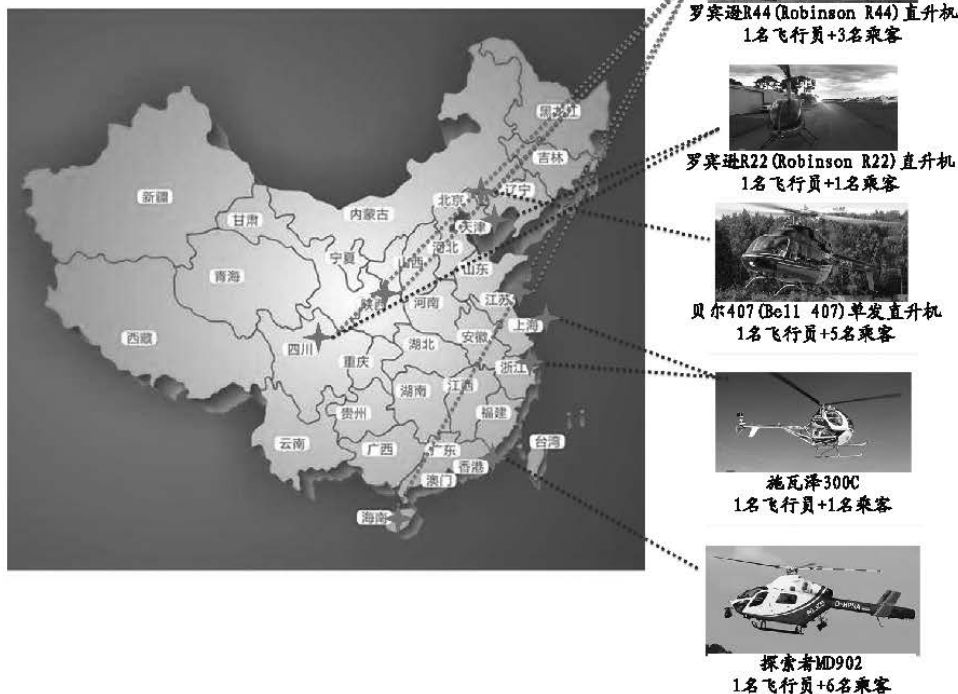 罗宾逊R44(Robinson R44)直升机
1名飞行员+3名乘客
罗宾逊R22(Robinson R22)直升机
1名飞行员+1名乘客
贝尔407(Bell 407)单发直升机
1名飞行员+5名乘客
施瓦泽300C
1名飞行员+1名乘客
D-HPNA
探索者MD902
1名飞行员+6名乘客
黑龙江
吉林
辽宁
北京
天津
内蒙古
新疆
甘肃
宁夏
山西
河北
山东
青海
陕西
河南
江苏
西藏
四川
重庆
湖北
安徽
上海
浙江
湖南
江西
贵州
福建
云南
广西
广东
台湾
香港
澳门
海南